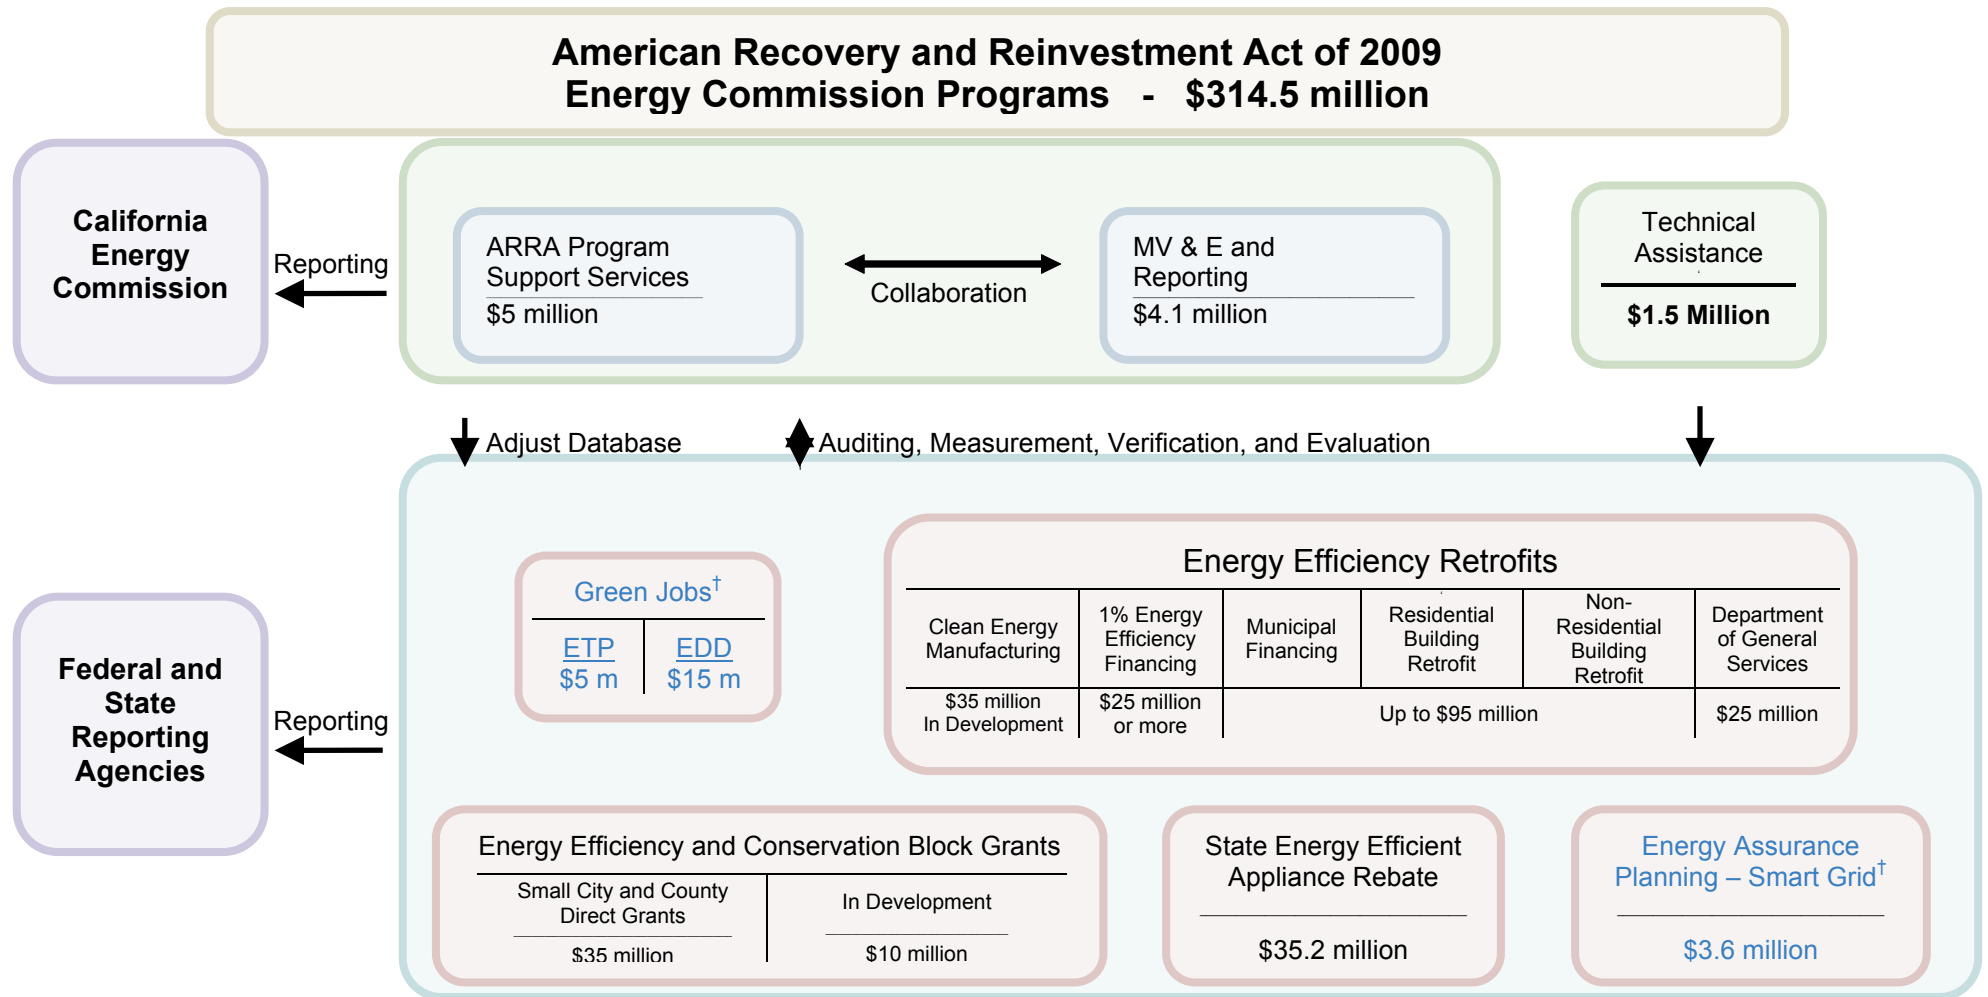 American Recovery and Reinvestment Act of 2009
Energy Commission Programs - $314.5 million
California
Energy
Commission
Reporting
ARRA Program
Support Services
$5 million
Collaboration
MV & E and
Reporting
$4.1 million
Technical
Assistance
$1.5 Million
Adjust Database
Auditing, Measurement, Verification, and Evaluation
Federal and
State
Reporting
Agencies
Reporting
Green Jobs†
ETP
$5 m
EDD
$15 m
Energy Efficiency Retrofits
Clean Energy
Manufacturing
1% Energy
Efficiency
Financing
Municipal
Financing
Residential
Building
Retrofit
Non-
Residential
Building
Retrofit
Department
of General
Services
$35 million
In Development
$25 million
or more
Up to $95 million
$25 million
Energy Efficiency and Conservation Block Grants
Small City and County
Direct Grants
$35 million
In Development
$10 million
State Energy Efficient
Appliance Rebate
$35.2 million
Energy Assurance
Planning – Smart Grid†
$3.6 million